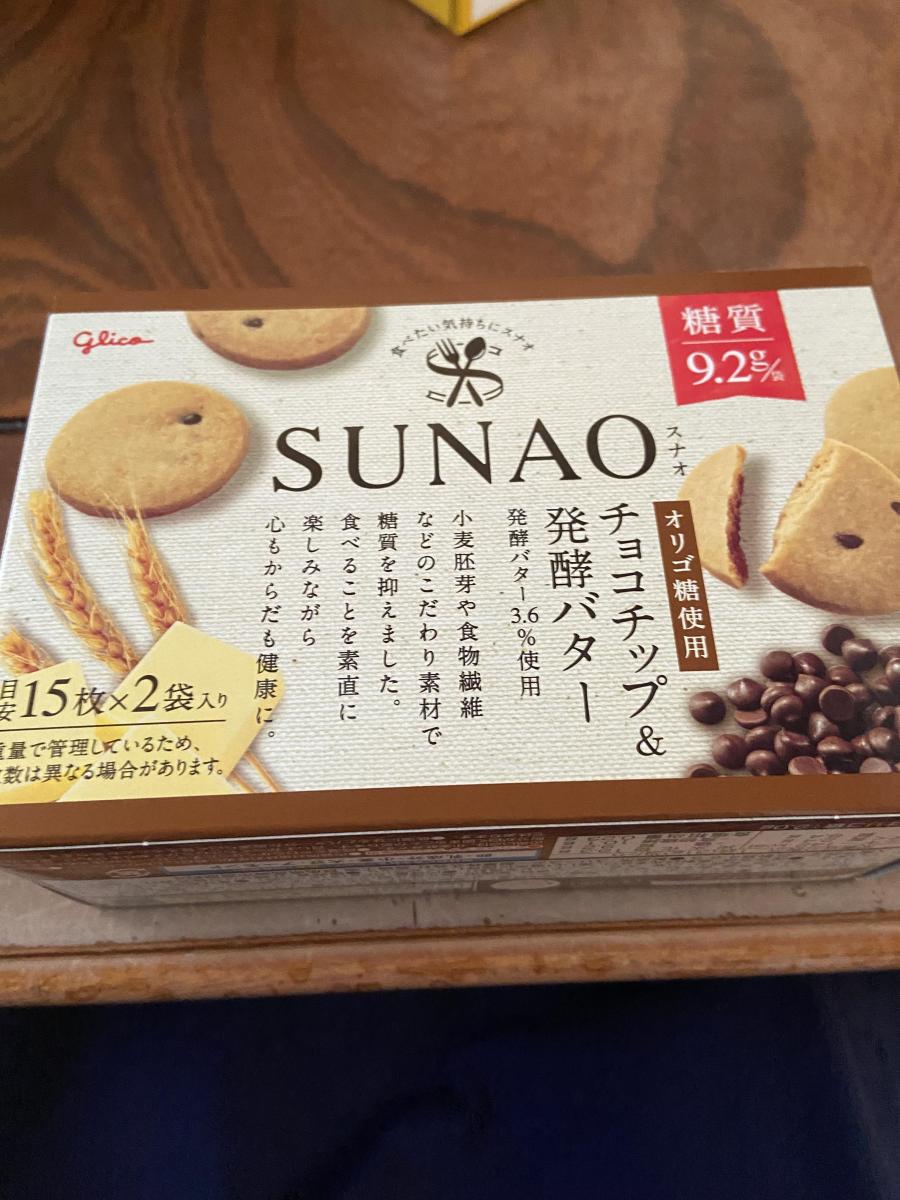 Glico
食べたい気持ちにスナオ
糖質
9.2g/袋
SUNAO
スナオ
オリゴ糖使用
チョコチップ&
発酵バター
発酵バター3.6%使用
小麦胚芽や食物繊維
などのこだわり素材で
糖質を抑えました。
食べることを素直に
楽しみながら
心もからだも健康に。
目安15枚×2袋入り
重量で管理しているため、
数は異なる場合があります。